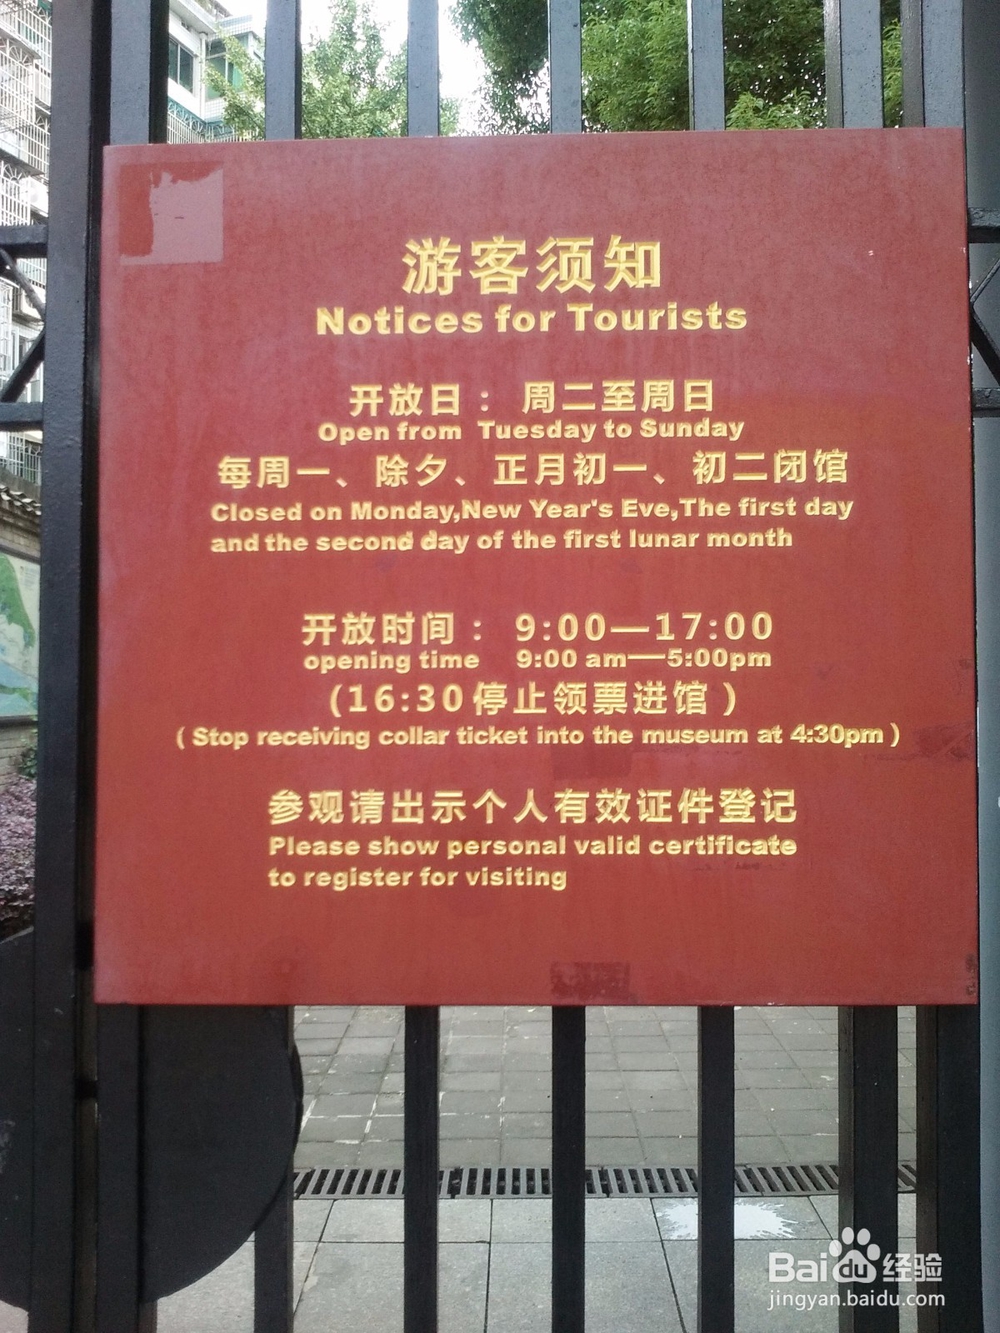 游客须知
Notices for Tourists
开放日： 周二至周日
Open from Tuesday to Sunday
每周一、除夕、正月初一、初二闭馆
Closed on Monday,New Year's Eve,The first day
and the second day of the first lunar month
开放时间： 9:00—17:00
opening time 9:00 am—5:00pm
(16:30停止领票进馆)
(Stop receiving collar ticket into the museum at 4:30pm)
参观请出示个人有效证件登记
Please show personal valid certificate
to register for visiting
Baidu经验
jingyan.baidu.com